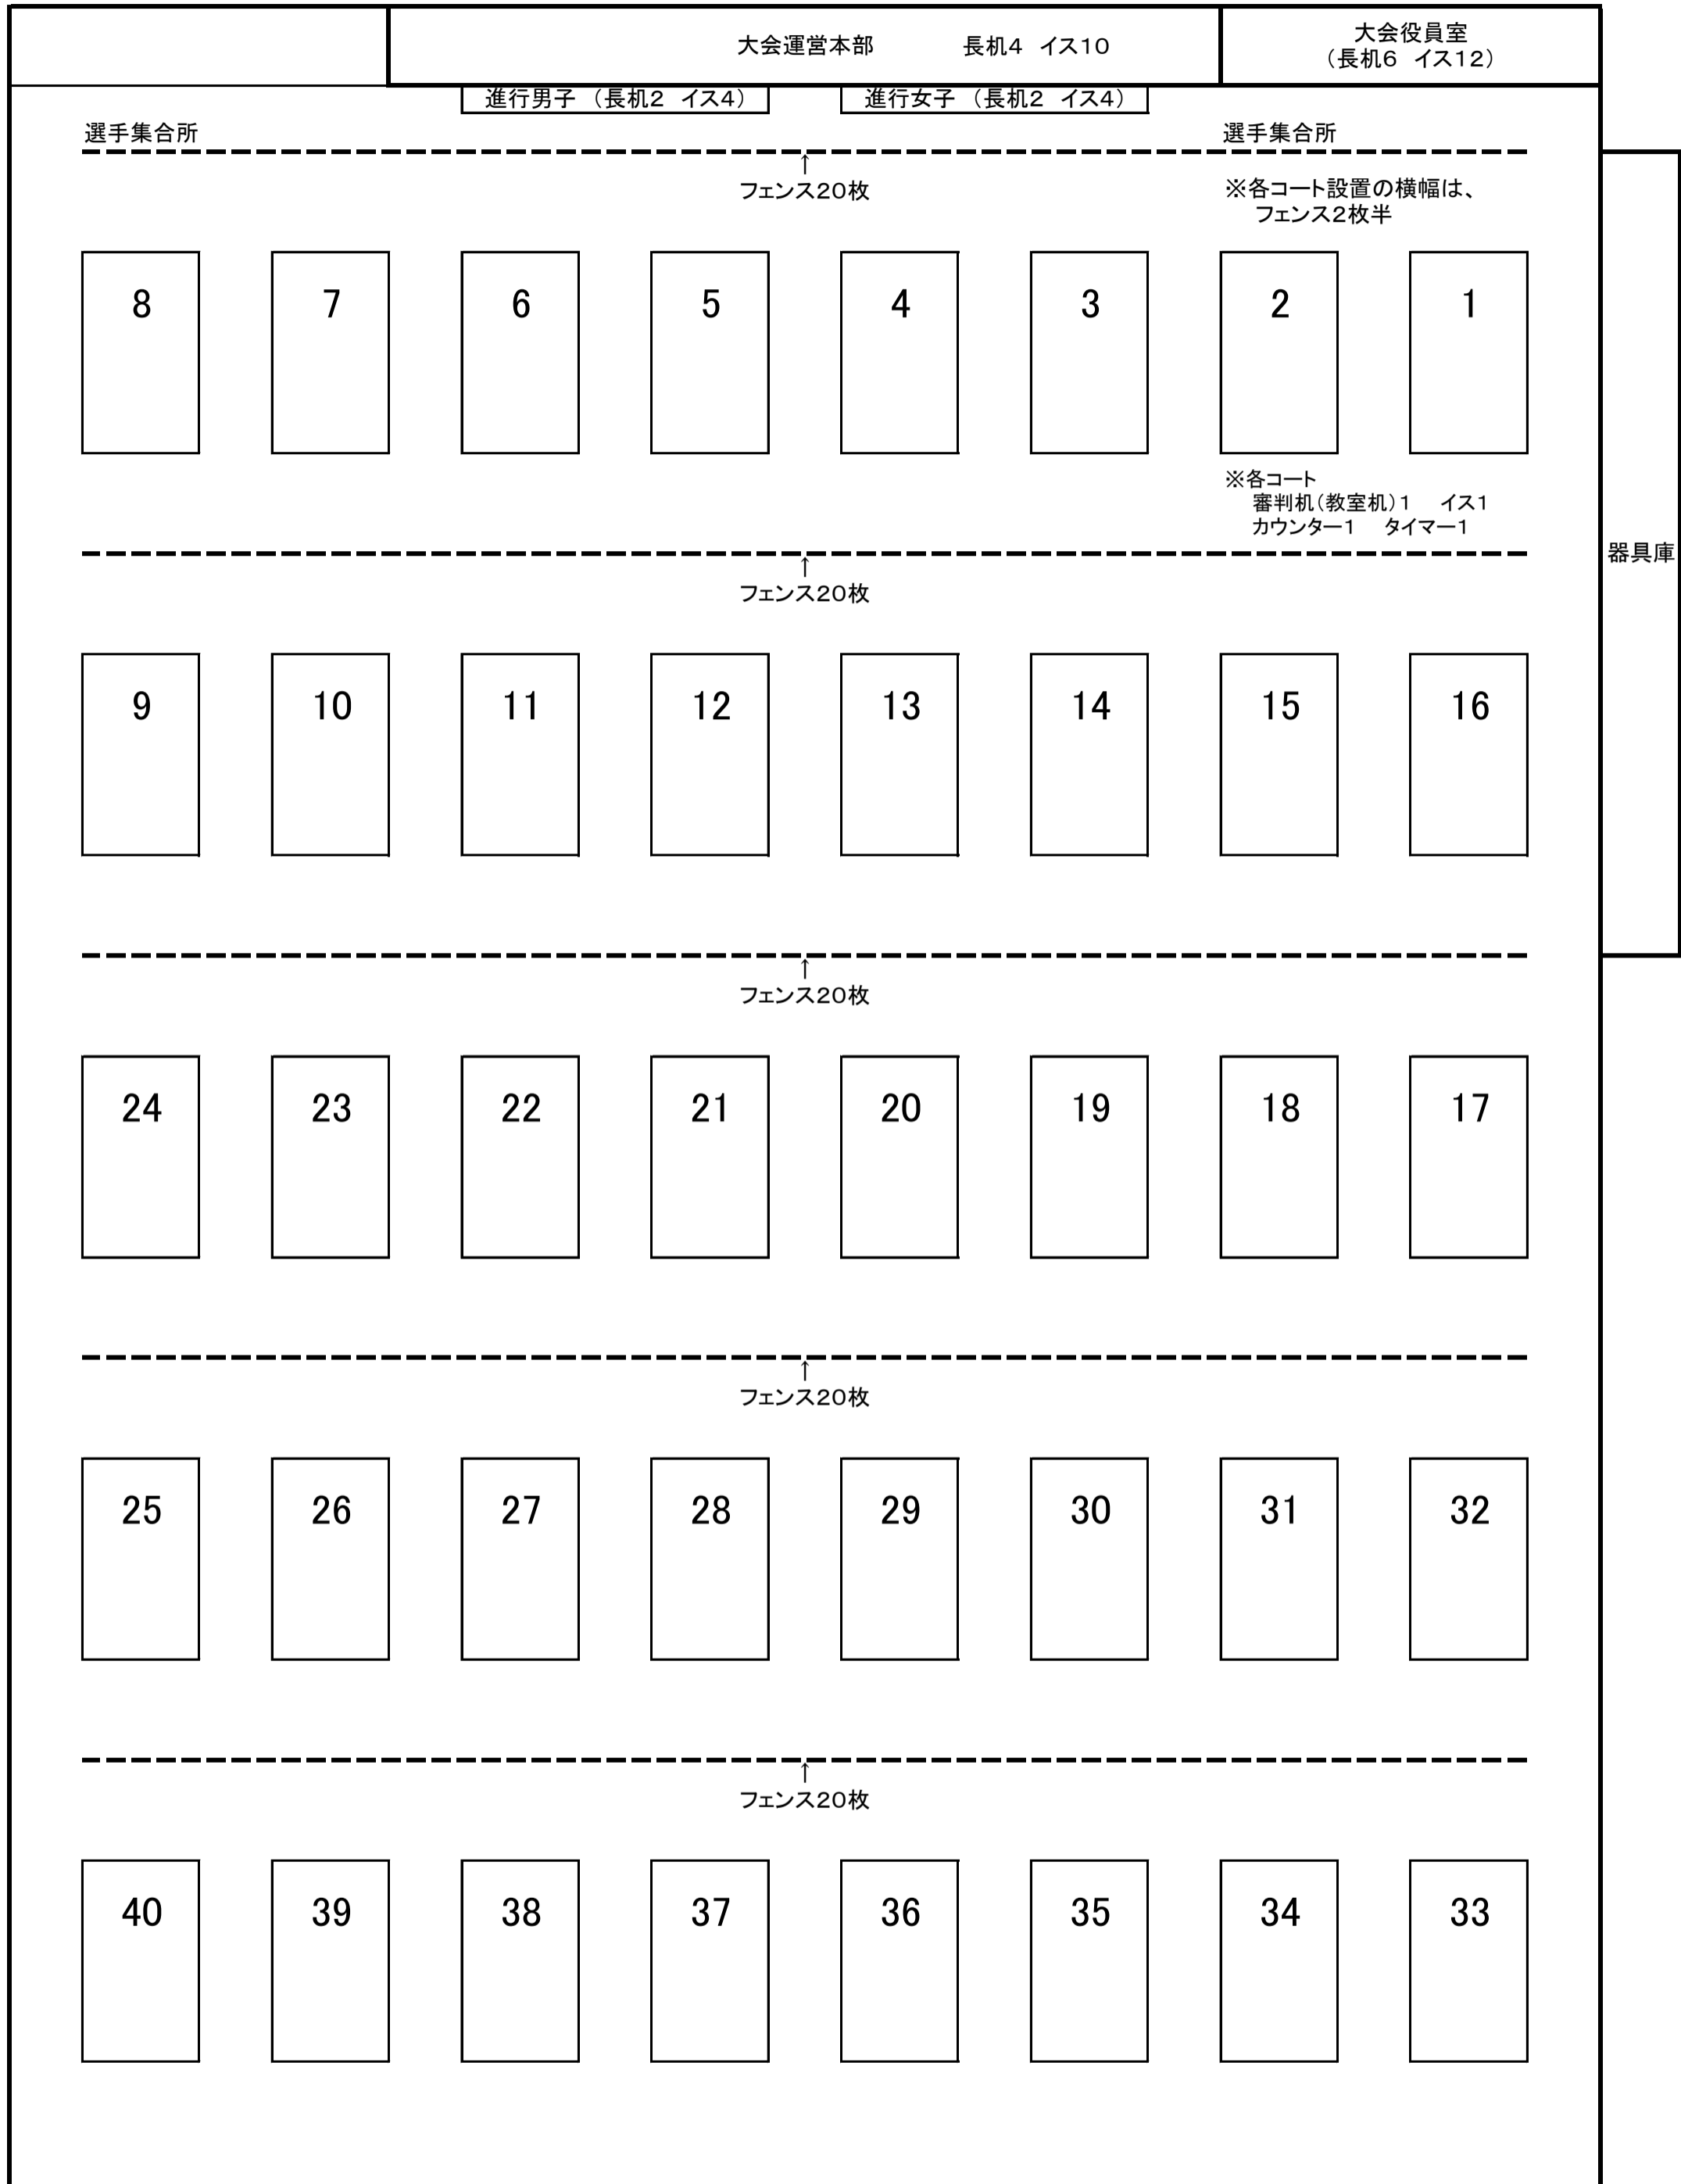 大会運営本部　　　長机４　イス１０
大会役員室
（長机６　イス１２）
進行男子　（長机２　イス４）
進行女子　（長机２　イス４）
選手集合所
選手集合所
↑
フェンス２０枚
※各コート設置の横幅は、
フェンス２枚半
8 7 6 5 4 3 2 1
※各コート
審判机（教室机）１　イス１
カウンター１　タイマー１
器具庫
↑
フェンス２０枚
9 10 11 12 13 14 15 16
↑
フェンス２０枚
24 23 22 21 20 19 18 17
↑
フェンス２０枚
25 26 27 28 29 30 31 32
↑
フェンス２０枚
40 39 38 37 36 35 34 33